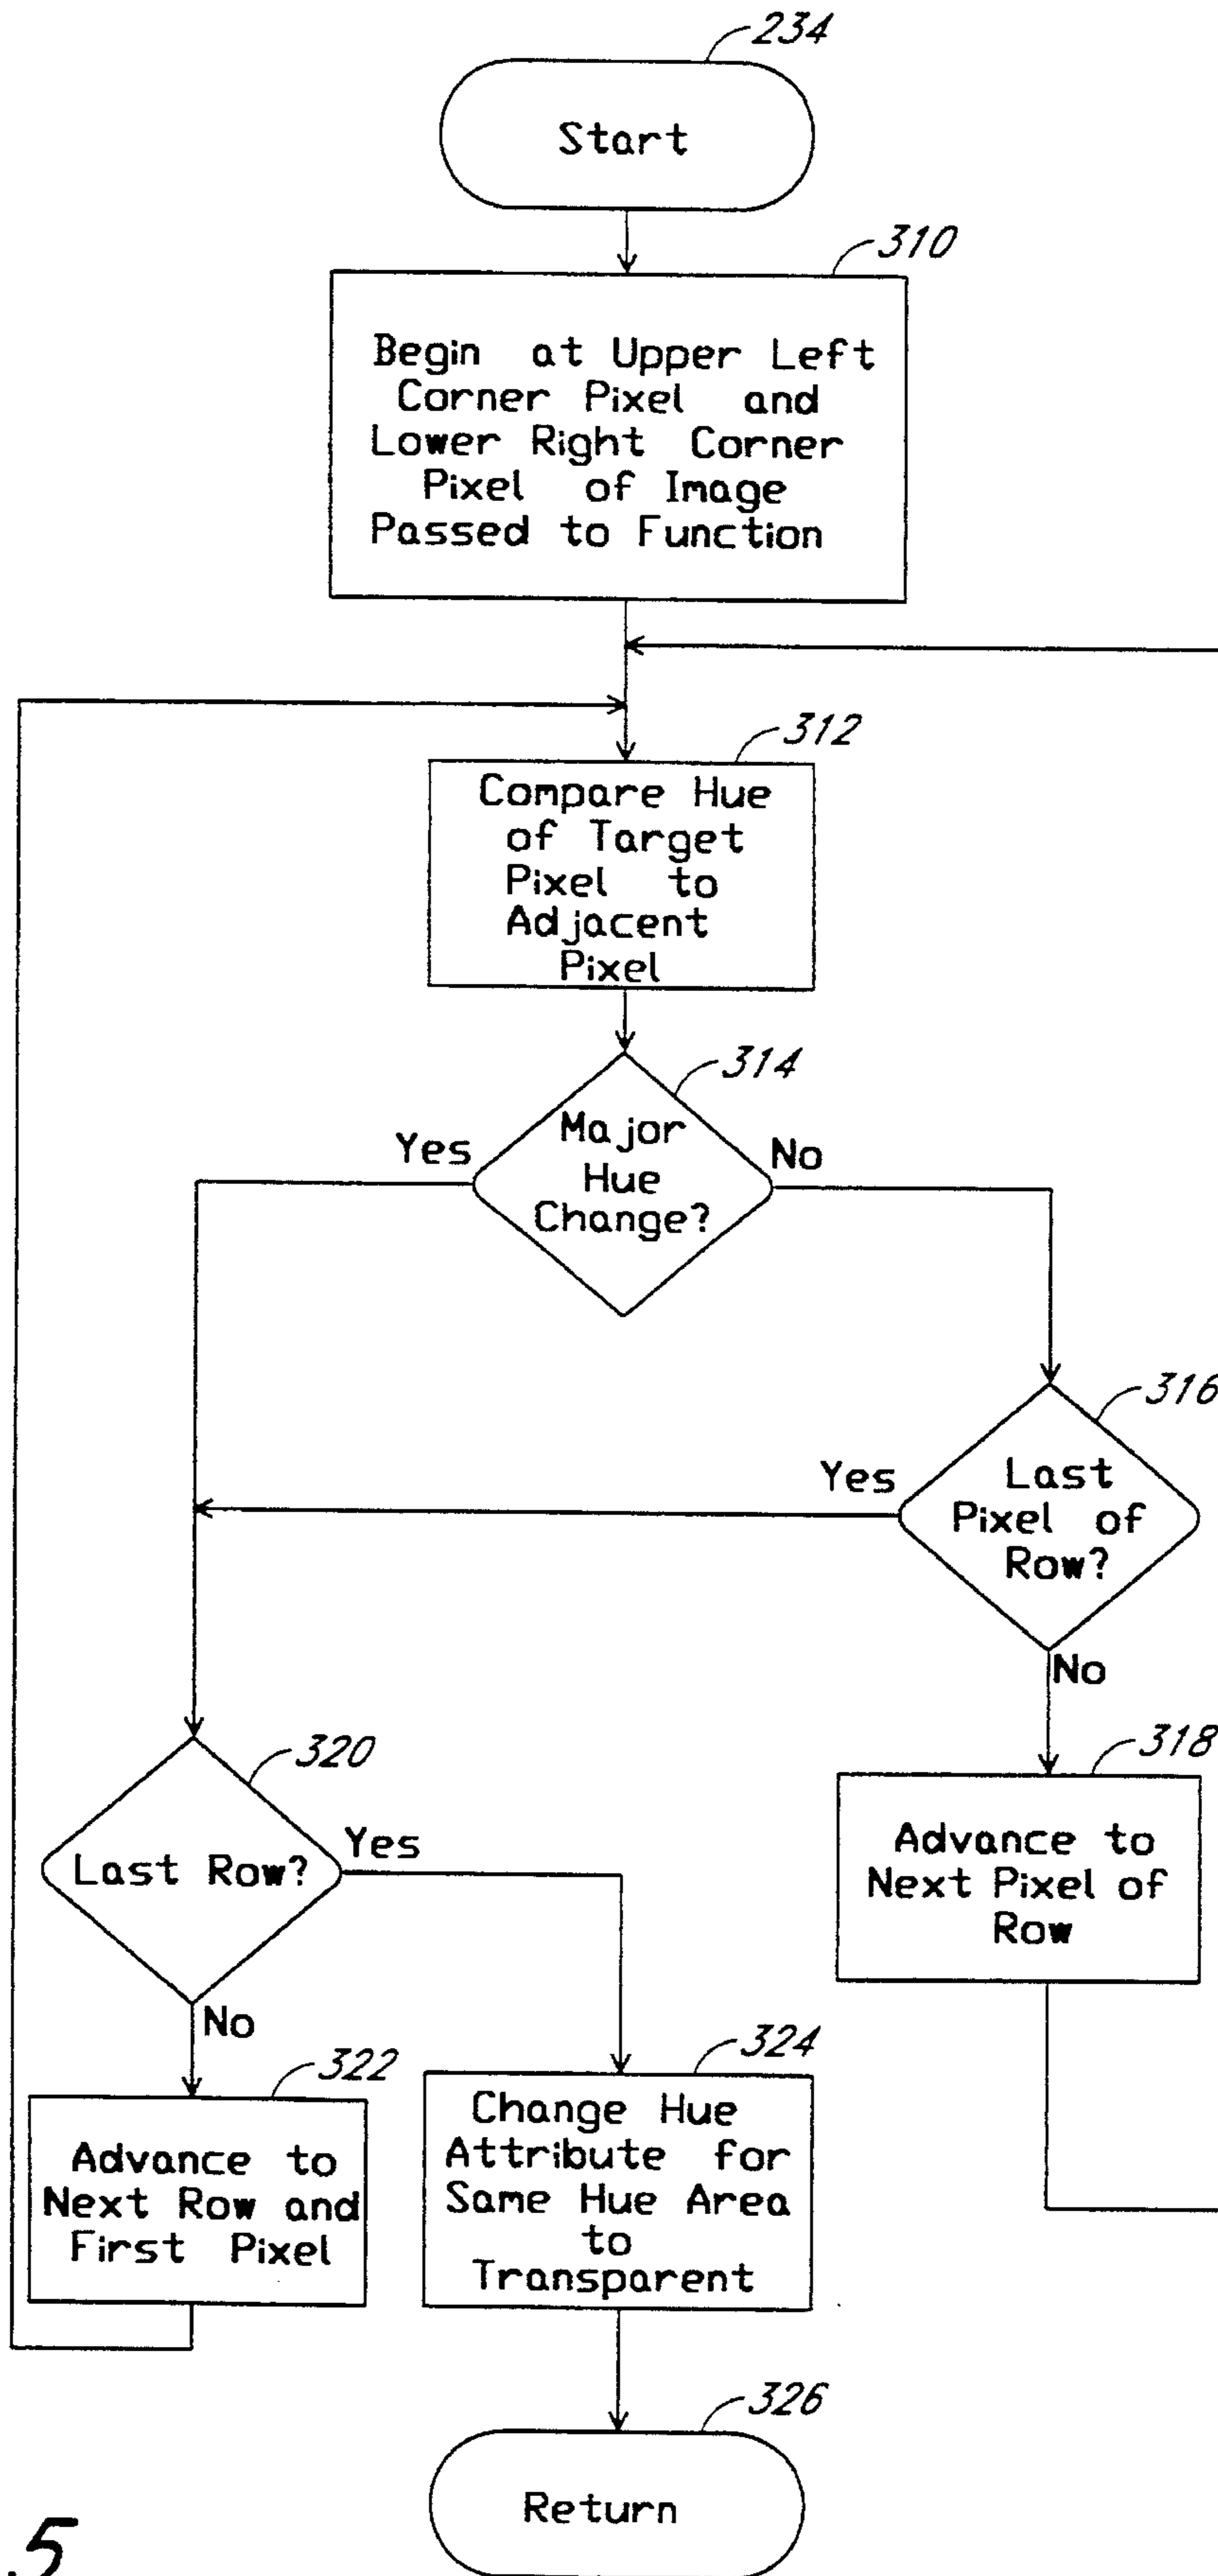 234
Start
310
Begin at Upper Left
Corner Pixel and
Lower Right Corner
Pixel of Image
Passed to Function
312
Compare Hue
of Target
Pixel to
Adjacent
Pixel
314
Major
Hue
Change?
Yes
No
316
Last
Pixel of
Row?
Yes
No
318
Advance to
Next Pixel of
Row
320
Last Row?
Yes
No
322
Advance to
Next Row and
First Pixel
324
Change Hue
Attribute for
Same Hue Area
to
Transparent
326
Return
5